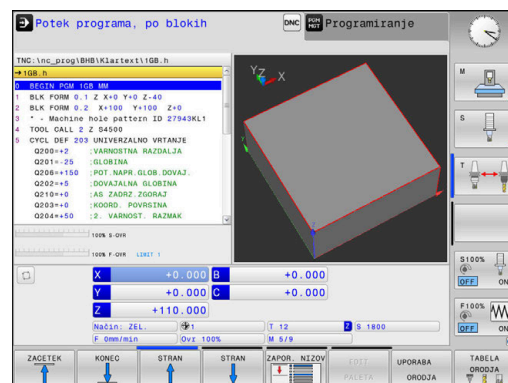 Potek programa, po blokih
DNC
PGM
MGT
Programiranje
TNC:\nc_prog\BHB\Klartext\1GB.h
→1GB.h
0 BEGIN PGM 1GB MM
1 BLK FORM 0.1 Z X+0 Y+0 Z-40
2 BLK FORM 0.2 X+100 Y+100 Z+0
3 * - Machine hole pattern ID 27943KL1
4 TOOL CALL 2 Z S4500
5 CYCL DEF 203 UNIVERZALNO VRTANJE
Q200=+2 ;VARNOSTNA RAZDALJA
Q201=-25 ;GLOBINA
Q206=+150 ;POT.NAPR.GLOB.DOVAJ.
Q202=+5 ;DOVAJALNA GLOBINA
Q210=+0 ;AS ZADRZ.ZGORAJ
Q203=+0 ;KOORD. POVRSINA
Q204=+50 ;2. VARNOST. RAZMAK
YZ X
100% S-OVR
100% F-OVR LIMIT 1
X +0.000 B +0.000
Y +0.000 C +0.000
Z +110.000
Način: ŽEL. 1 T 12 Z S 1800
F 0mm/min Ovr 100% M 5/9
M
S
T
S100%
OFF ON
F100%
OFF ON
ZACETEK
KONEC
STRAN
STRAN
ZAPOR. NIZOV
EDIT
PALETA
UPORABA
ORODJA
TABELA
ORODJA